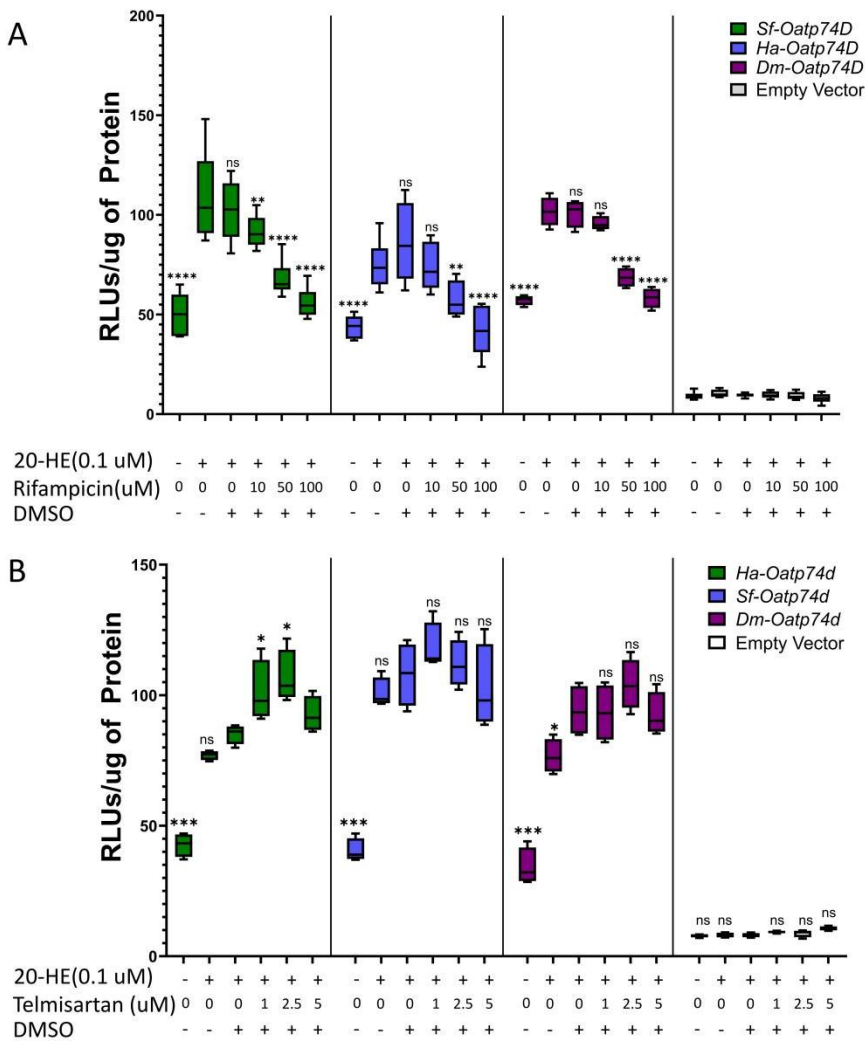 A
Sf-Oatp74D
Ha-Oatp74D
Dm-Oatp74D
Empty Vector
RLUs/ug of Protein
200
150
100
50
0
**** ns ** **** ****
**** ns ns ** ****
**** ns ns **** ****
20-HE(0.1 uM) - + + + + + - + + + + + - + + + + + - + + + + +
Rifampicin(uM) 0 0 0 10 50 100 0 0 0 10 50 100 0 0 0 10 50 100 0 0 0 10 50 100
DMSO - - + + + + - - + + + + - - + + + + - - + + + +
B
Ha-Oatp74d
Sf-Oatp74d
Dm-Oatp74d
Empty Vector
RLUs/ug of Protein
150
100
50
0
*** ns * *
*** ns ns ns ns
*** * ns ns ns
ns ns ns ns ns
20-HE(0.1 uM) - + + + + + - + + + + + - + + + + + - + + + + +
Telmisartan (uM) 0 0 0 1 2.5 5 0 0 0 1 2.5 5 0 0 0 1 2.5 5 0 0 0 1 2.5 5
DMSO - - + + + + - - + + + + - - + + + + - - + + + +